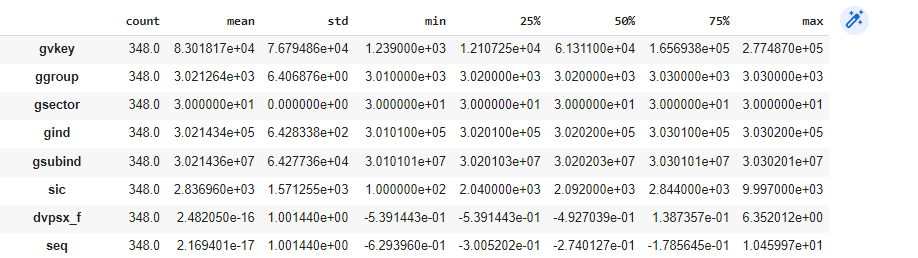 count mean std min 25% 50% 75% max
gvkey 348.0 8.301817e+04 7.679486e+04 1.239000e+03 1.210725e+04 6.131100e+04 1.656938e+05 2.774870e+05
ggroup 348.0 3.021264e+03 6.406876e+00 3.010000e+03 3.020000e+03 3.020000e+03 3.030000e+03 3.030000e+03
gsector 348.0 3.000000e+01 0.000000e+00 3.000000e+01 3.000000e+01 3.000000e+01 3.000000e+01 3.000000e+01
gind 348.0 3.021434e+05 6.428338e+02 3.010100e+05 3.020100e+05 3.020200e+05 3.030100e+05 3.030200e+05
gsubind 348.0 3.021436e+07 6.427736e+04 3.010101e+07 3.020103e+07 3.020203e+07 3.030101e+07 3.030201e+07
sic 348.0 2.836960e+03 1.571255e+03 1.000000e+02 2.040000e+03 2.092000e+03 2.844000e+03 9.997000e+03
dvpsx_f 348.0 2.482050e-16 1.001440e+00 -5.391443e-01 -5.391443e-01 -4.927039e-01 1.387357e-01 6.352012e+00
seq 348.0 2.169401e-17 1.001440e+00 -6.293960e-01 -3.005202e-01 -2.740127e-01 -1.785645e-01 1.045997e+01